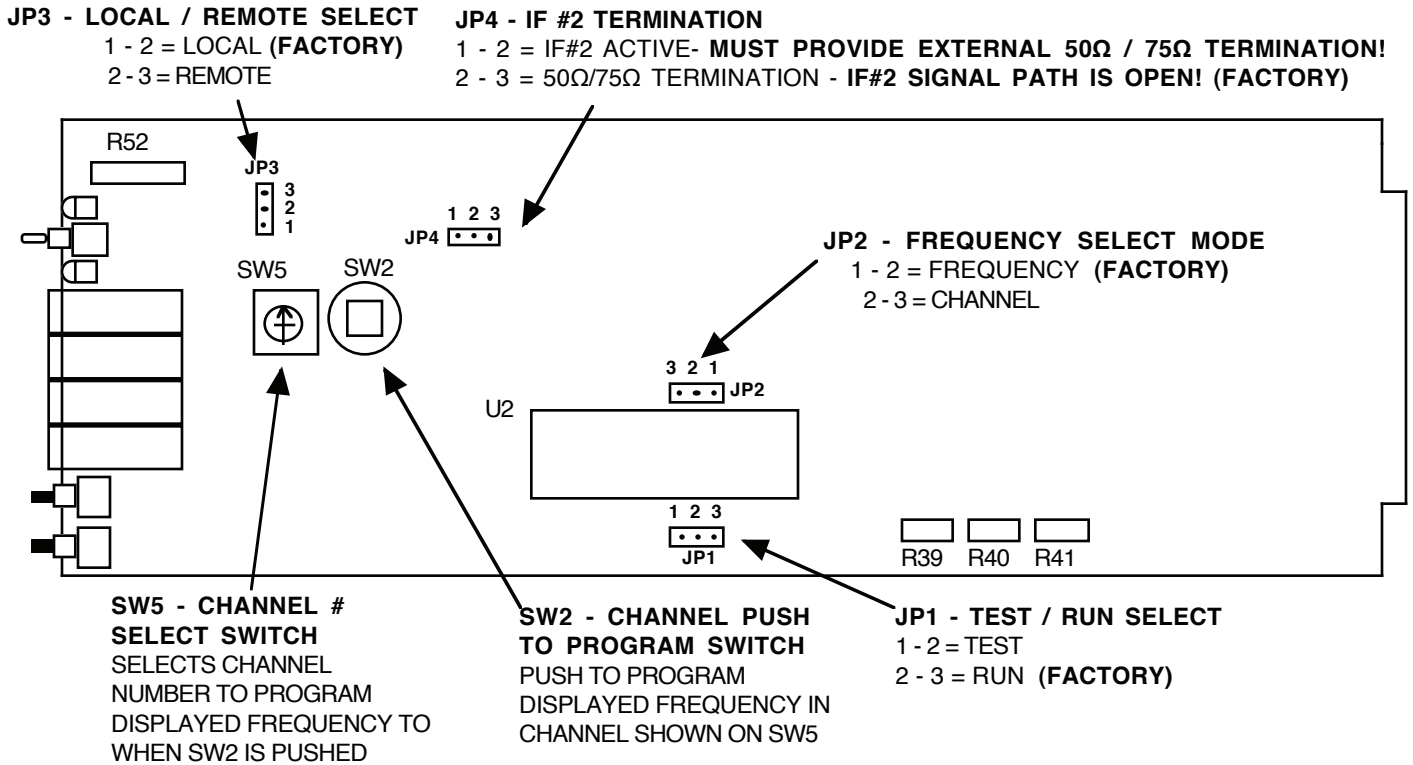 JP3 - LOCAL / REMOTE SELECT
1 - 2 = LOCAL (FACTORY)
2 - 3 = REMOTE
JP4 - IF #2 TERMINATION
1 - 2 = IF#2 ACTIVE- MUST PROVIDE EXTERNAL 50Ω / 75Ω TERMINATION!
2 - 3 = 50Ω/75Ω TERMINATION - IF#2 SIGNAL PATH IS OPEN! (FACTORY)
R52
JP3
3
2
1
1 2 3
JP4
SW5
SW2
JP2 - FREQUENCY SELECT MODE
1 - 2 = FREQUENCY (FACTORY)
2 - 3 = CHANNEL
3 2 1
JP2
U2
1 2 3
JP1
R39
R40
R41
SW5 - CHANNEL #
SELECT SWITCH
SELECTS CHANNEL
NUMBER TO PROGRAM
DISPLAYED FREQUENCY TO
WHEN SW2 IS PUSHED
SW2 - CHANNEL PUSH
TO PROGRAM SWITCH
PUSH TO PROGRAM
DISPLAYED FREQUENCY IN
CHANNEL SHOWN ON SW5
JP1 - TEST / RUN SELECT
1 - 2 = TEST
2 - 3 = RUN (FACTORY)